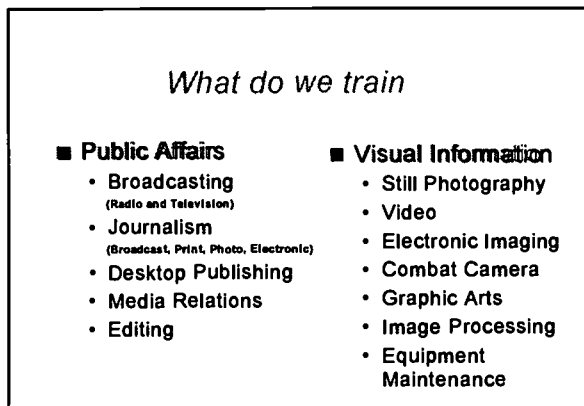 What do we train
■ Public Affairs
• Broadcasting
(Radio and Television)
• Journalism
(Broadcast, Print, Photo, Electronic)
• Desktop Publishing
• Media Relations
• Editing
■ Visual Information
• Still Photography
• Video
• Electronic Imaging
• Combat Camera
• Graphic Arts
• Image Processing
• Equipment
Maintenance